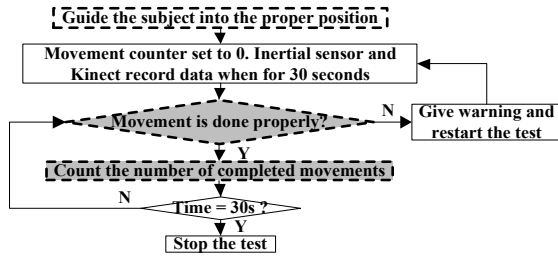 Guide the subject into the proper position
Movement counter set to 0. Inertial sensor and
Kinect record data when for 30 seconds
Movement is done properly?
N
Give warning and
restart the test
Y
Count the number of completed movements
N
Time = 30s ?
Y
Stop the test